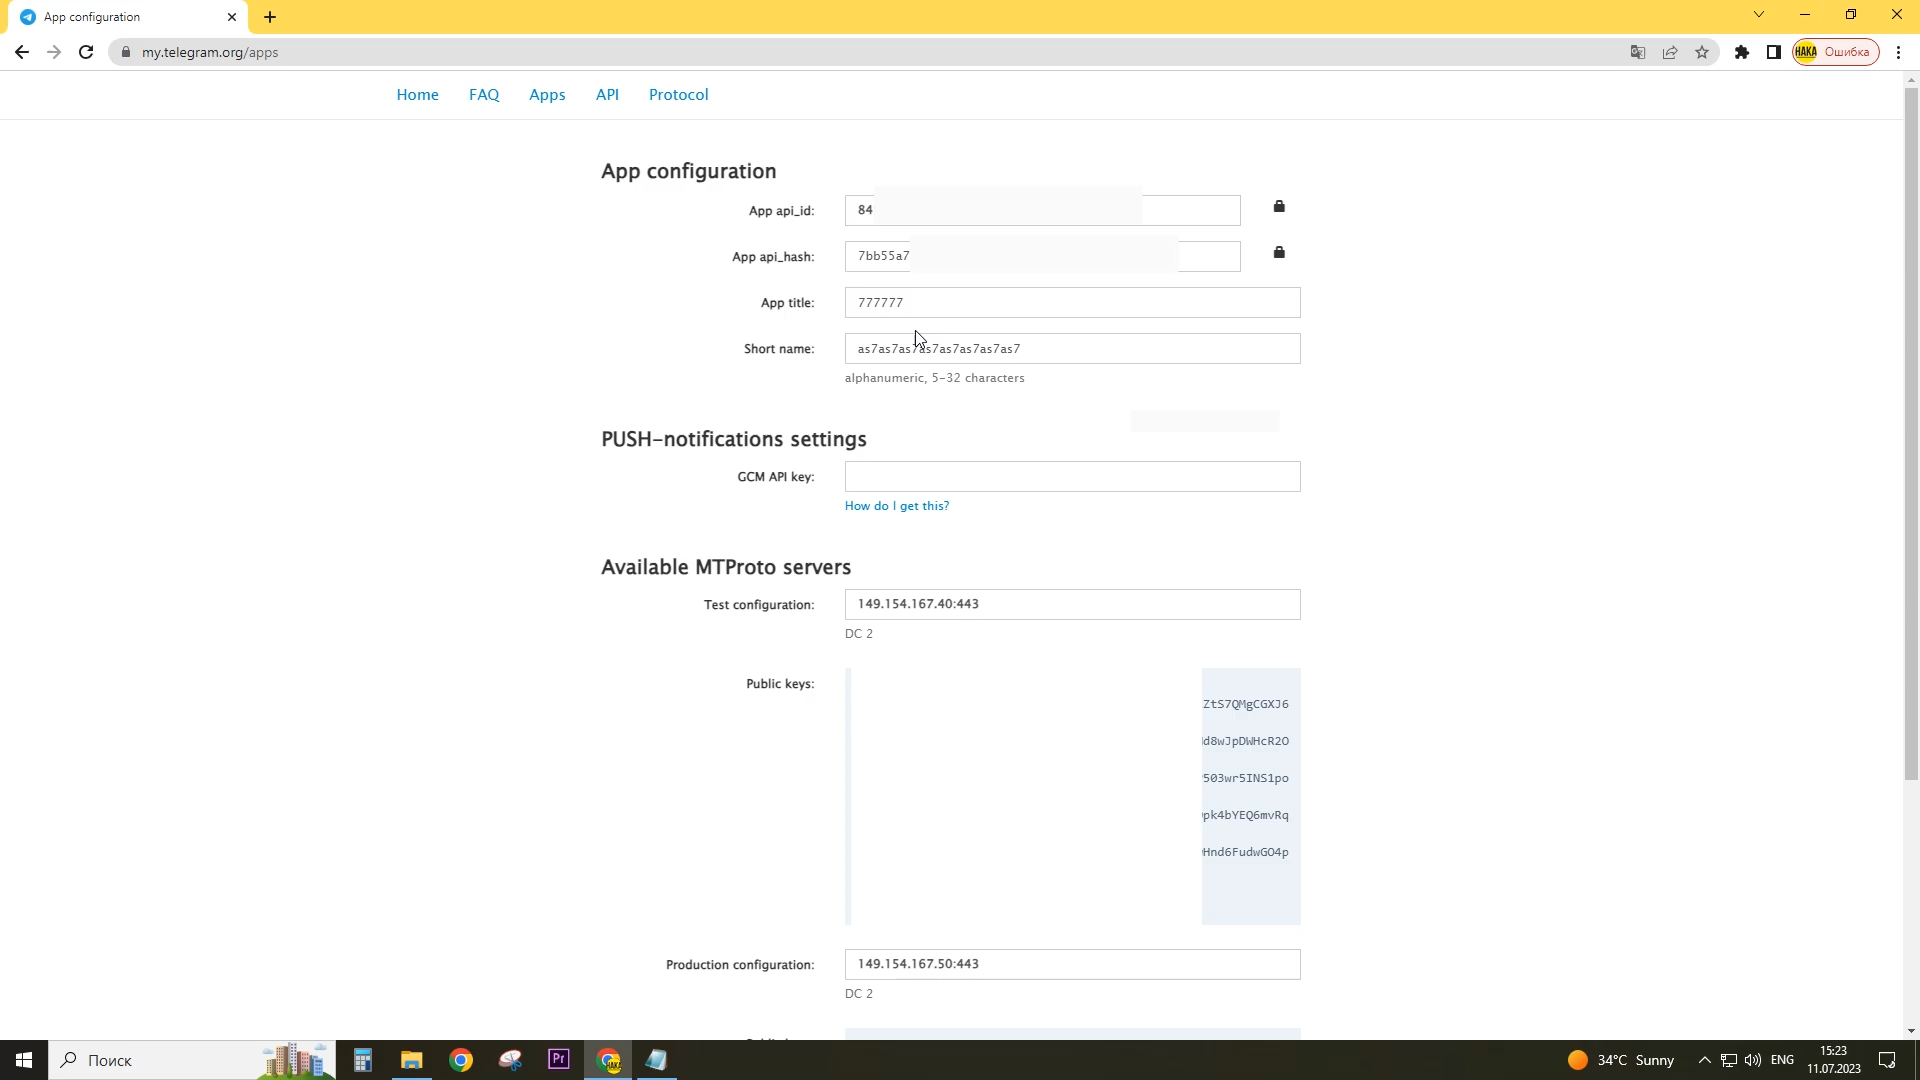 App configuration
my.telegram.org/apps
HAKA Ошибка
Home FAQ Apps API Protocol
App configuration
App api_id: 84
App api_hash: 7bb55a7
App title: 777777
Short name: as7as7as7as7as7as7as7as7
alphanumeric, 5-32 characters
PUSH-notifications settings
GCM API key:
How do I get this?
Available MTProto servers
Test configuration: 149.154.167.40:443
DC 2
Public keys:
ZtS7QMgCGXJ6
d8wJpDWHcR2O
503wr5INS1po
pk4bYEQ6mvRq
Hnd6FudwGO4p
Production configuration: 149.154.167.50:443
DC 2
Поиск
Pr
HAKA
34°C Sunny
ENG
15:23
11.07.2023